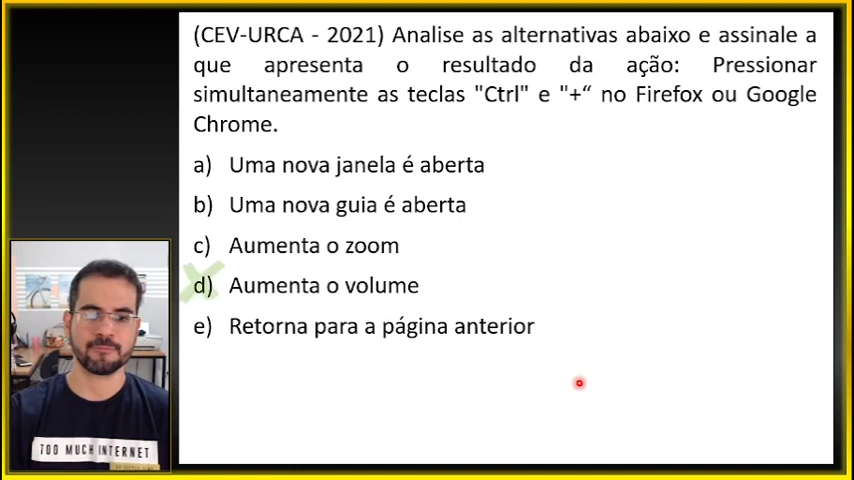 (CEV-URCA - 2021) Analise as alternativas abaixo e assinale a
que apresenta o resultado da ação: Pressionar
simultaneamente as teclas "Ctrl" e "+“ no Firefox ou Google
Chrome.
a) Uma nova janela é aberta
b) Uma nova guia é aberta
c) Aumenta o zoom
d) Aumenta o volume
e) Retorna para a página anterior
TOO MUCH INTERNET